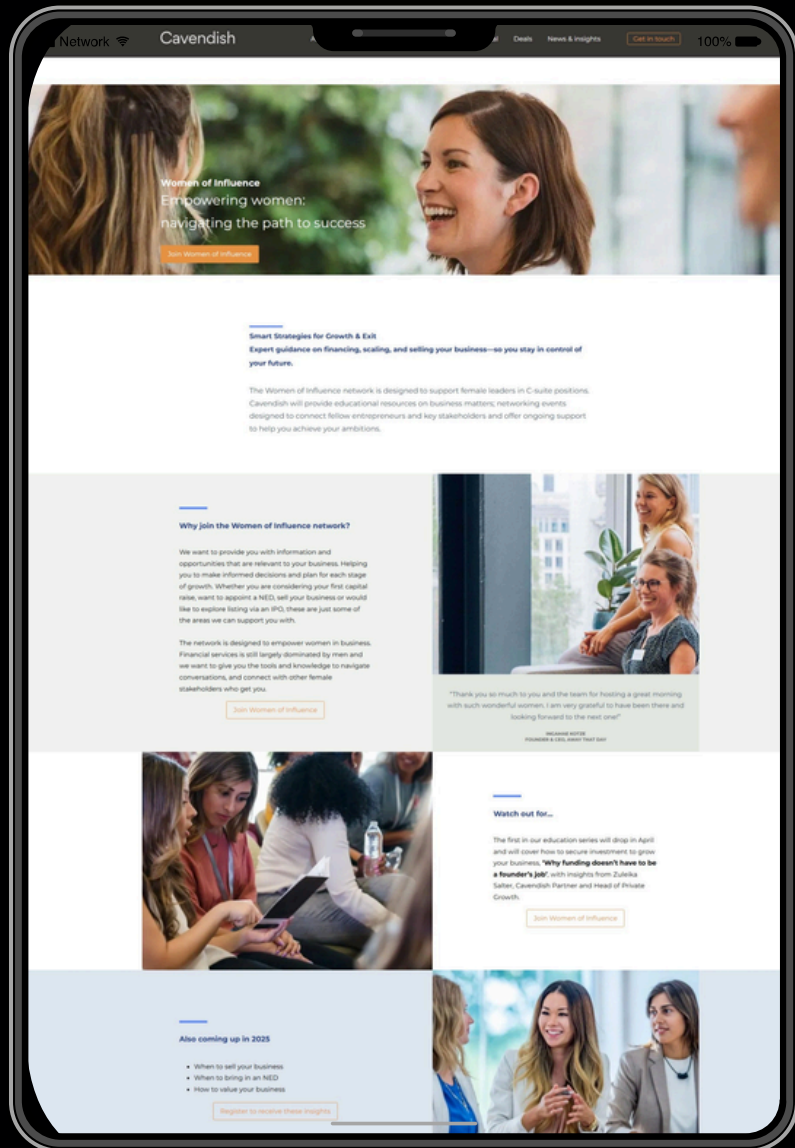 Network
Cavendish
Deals
News & Insights
Get in touch
100%
Women of Influence
Empowering women:
navigating the path to success
Join Women of Influence
Smart Strategies for Growth & Exit
Expert guidance on financing, scaling, and selling your business—so you stay in control of
your future.
The Women of Influence network is designed to support female leaders in C-suite positions.
Cavendish will provide educational resources on business matters; networking events
designed to connect fellow entrepreneurs and key stakeholders and offer ongoing support
to help you achieve your ambitions.
Why join the Women of Influence network?
We want to provide you with information and
opportunities that are relevant to your business. Helping
you to make informed decisions and plan for each stage
of growth. Whether you are considering your first capital
raise, want to appoint a NED, sell your business or would
like to explore listing via an IPO, these are just some of
the areas we can support you with.
The network is designed to empower women in business.
Financial services is still largely dominated by men and
we want to give you the tools and knowledge to navigate
conversations, and connect with other female
stakeholders who get you.
Join Women of Influence
"Thank you so much to you and the team for hosting a great morning
with such wonderful women. I am very grateful to have been there and
looking forward to the next one!"
KOTZE
FOUNDER & CEO, AWAY THAT DAY
Watch out for...
The first in our education series will drop in April
and will cover how to secure investment to grow
your business, 'Why funding doesn't have to be
a founder's job', with insights from Zuleika
Salter, Cavendish Partner and Head of Private
Growth.
Join Women of Influence
Also coming up in 2025
• When to sell your business
• When to bring in an NED
• How to value your business
Register to receive these insights